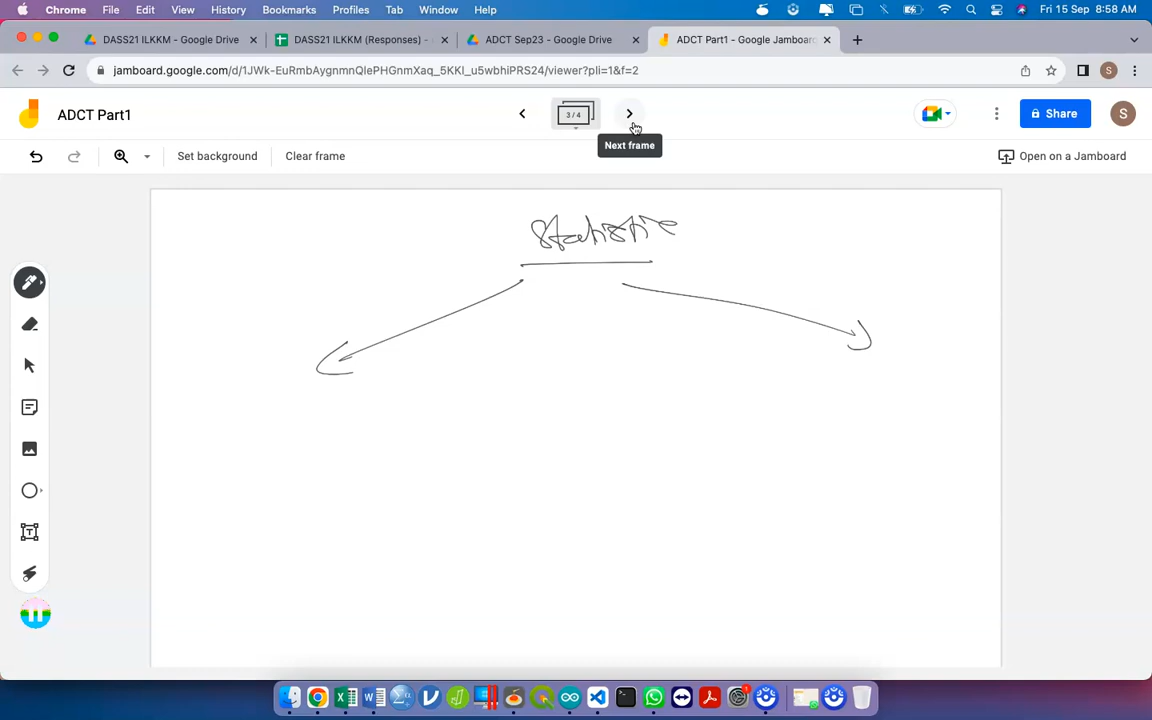 Chrome File Edit View History Bookmarks Profiles Tab Window Help Fri 15 Sep 8:58 AM
DASS21 ILKKM - Google Drive DASS21 ILKKM (Responses) - ADCT Sep23 - Google Drive ADCT Part1 - Google Jamboard
jamboard.google.com/d/1JWk-EuRmbAygnmnQIePHGnmXaq_5KKI_u5wbhiPRS24/viewer?pli=1&f=2 S
ADCT Part1 3/4 Share S
Next frame
Set background Clear frame Open on a Jamboard
Statistic
T